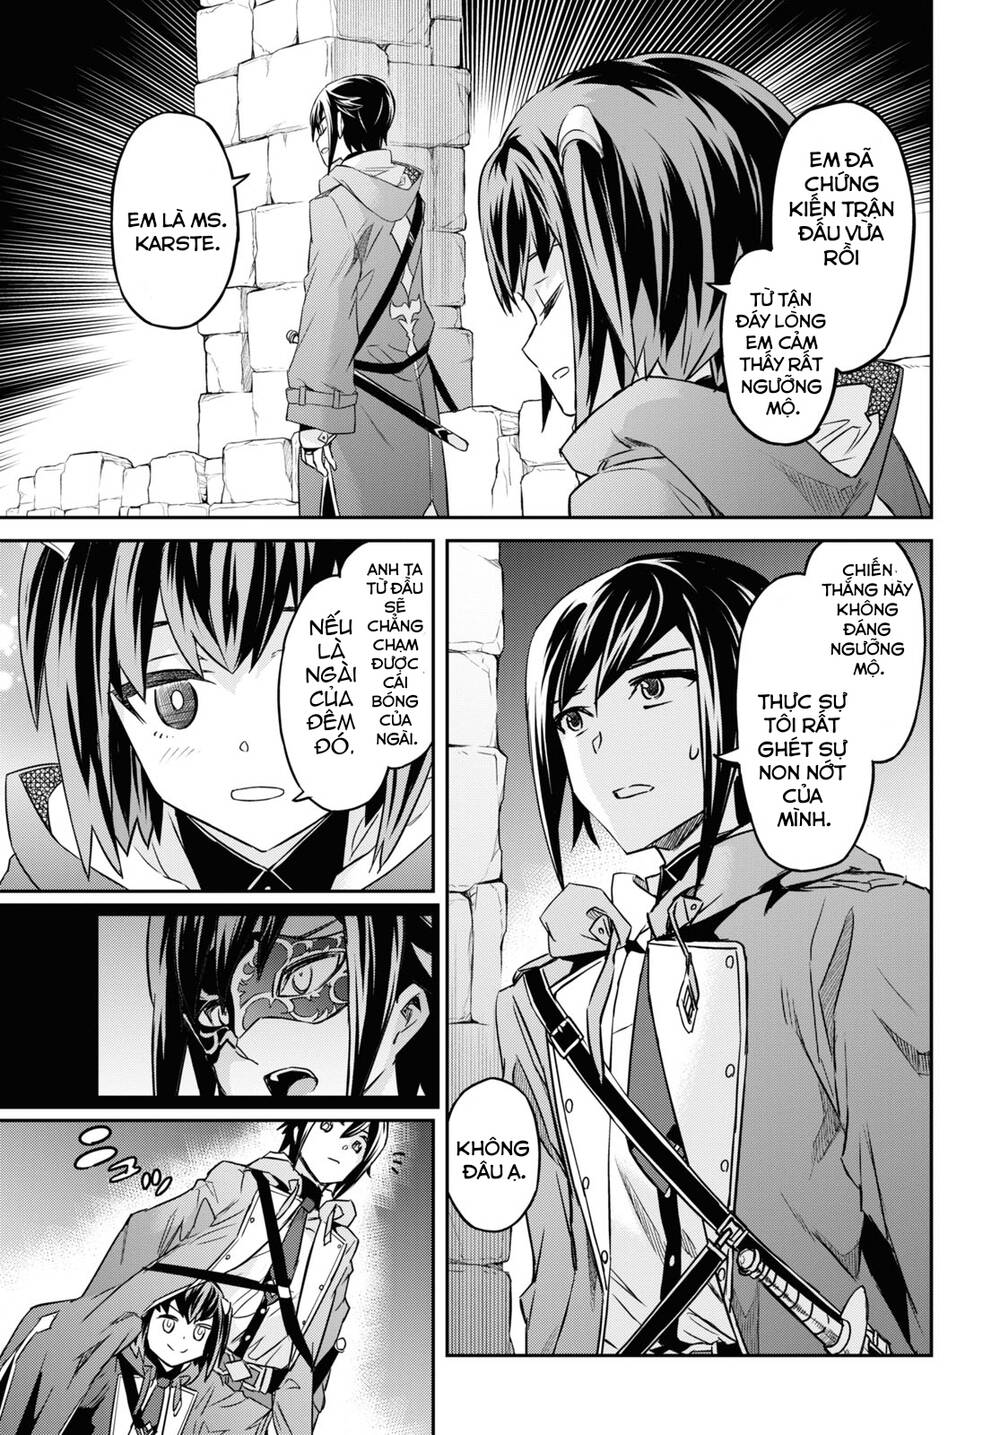 EM ĐÃ
CHỨNG
KIẾN TRẬN
ĐẤU VỪA
RỒI
TỪ TẬN
ĐÁY LÒNG
EM CẢM
THẤY RẤT
NGƯỠNG
MỘ.
EM LÀ MS.
KARSTE.
CHIẾN
THẮNG NÀY
KHÔNG
ĐÁNG
NGƯỠNG
MỘ.
THỰC SỰ
TÔI RẤT
GHÉT SỰ
NON NỚT
CỦA
MÌNH.
KHÔNG
ĐÂU Ạ.
ANH TA
TỪ ĐẦU
SẼ
CHẲNG
CHẠM
ĐƯỢC
CÁI
BÓNG
CỦA
NGÀI.
NẾU
LÀ
NGÀI
CỦA
ĐÊM
ĐÓ.